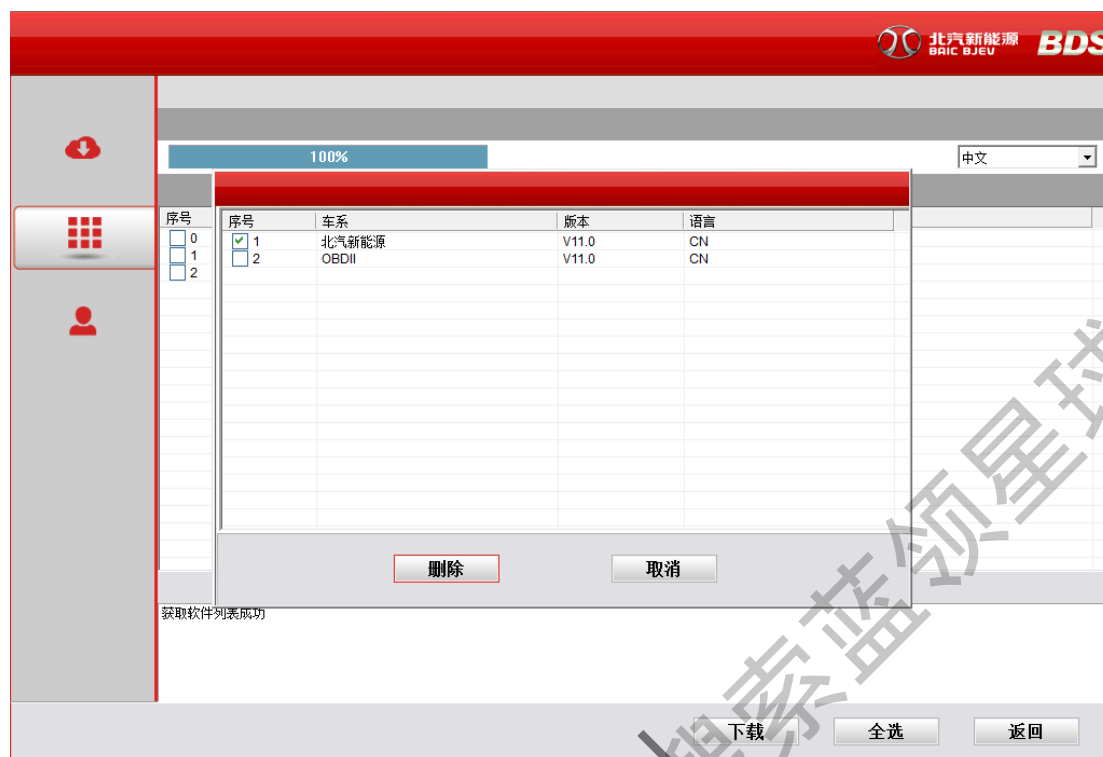 北汽新能源 BDS
BAIC BJEV
100%
中文
序号
0
1
2
序号 车系 版本 语言
1 北汽新能源 V11.0 CN
2 OBDII V11.0 CN
删除 取消
获取软件列表成功
下载 全选 返回
搜索蓝领星球